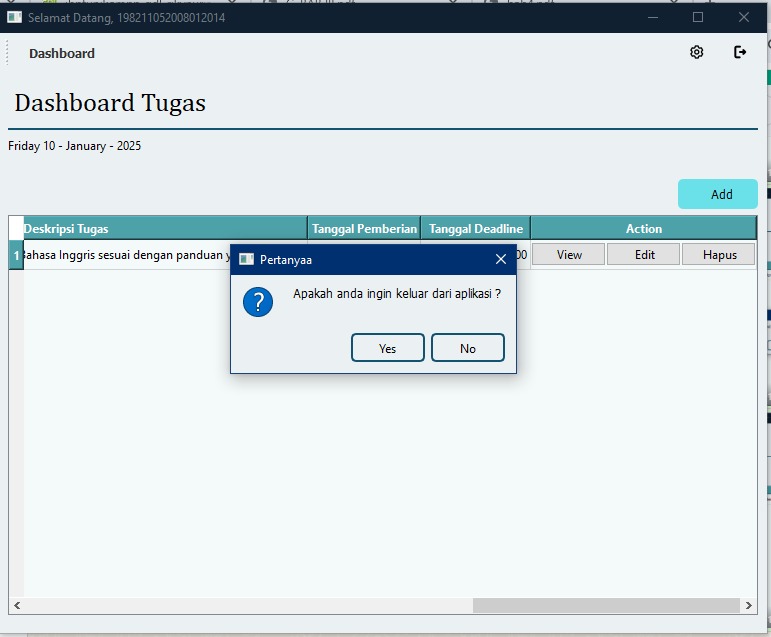 Selamat Datang, 198211052008012014
Dashboard
Dashboard Tugas
Friday 10 - January - 2025
Add
Deskripsi Tugas Tanggal Pemberian Tanggal Deadline Action
1 Bahasa Inggris sesuai dengan panduan y 00 View Edit Hapus
Pertanyaa
Apakah anda ingin keluar dari aplikasi ?
Yes No